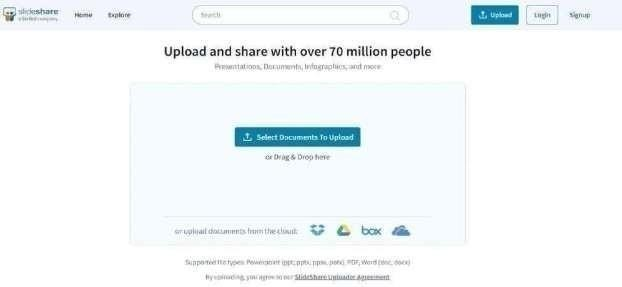 slideshare
a Scribd company
Home
Explore
Search
Upload
Login
Signup
Upload and share with over 70 million people
Presentations, Documents, Infographics, and more
Select Documents To Upload
or Drag & Drop here
or upload documents from the cloud:
box
Supported file types: Powerpoint (ppt, pptx, ppsx, potx), PDF, Word (doc, docx)
By uploading, you agree to our SlideShare Uploader Agreement